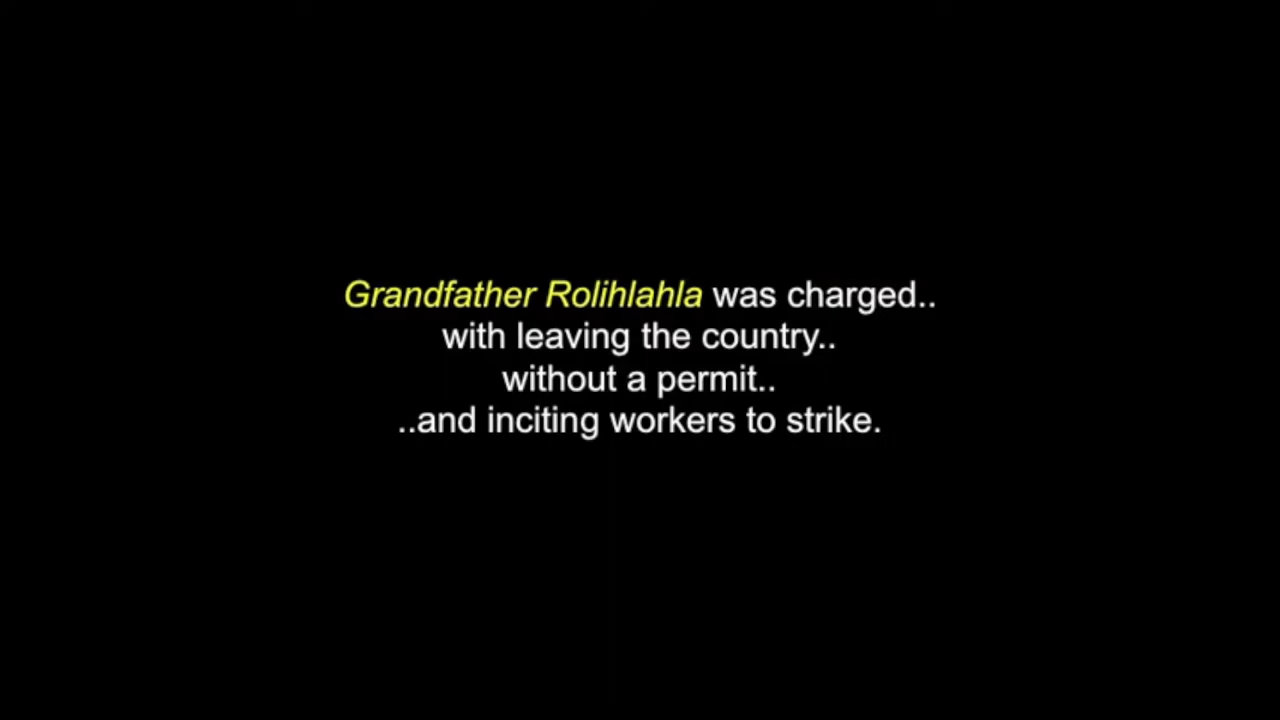 Grandfather Rolihlahla was charged..
with leaving the country..
without a permit..
..and inciting workers to strike.